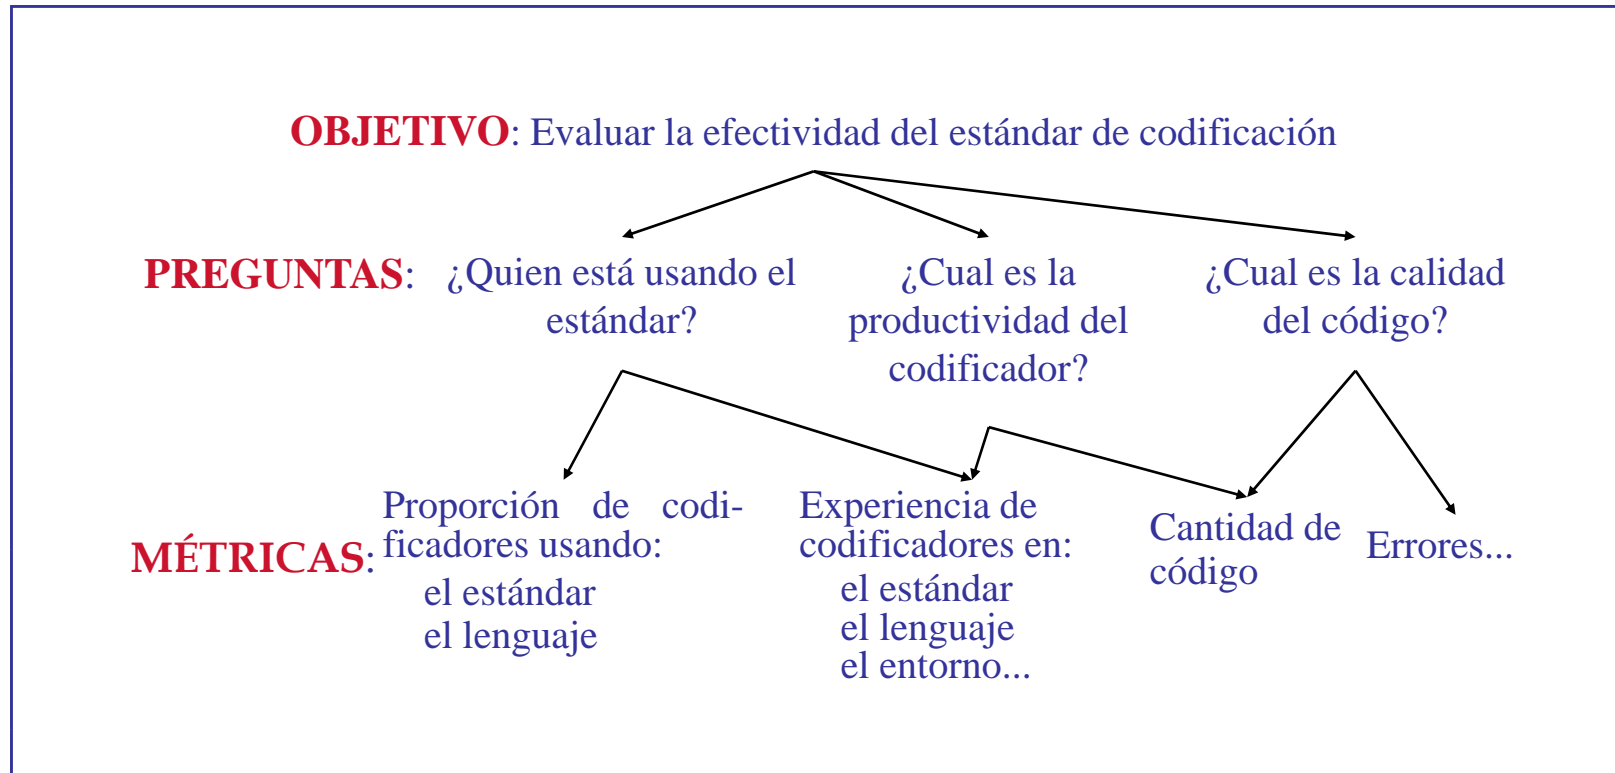 OBJETIVO: Evaluar la efectividad del estándar de codificación
PREGUNTAS:
¿Quien está usando el
estándar?
¿Cual es la
productividad del
codificador?
¿Cual es la calidad
del código?
MÉTRICAS:
Proporción de codi-
ficadores usando:
el estándar
el lenguaje
Experiencia de
codificadores en:
el estándar
el lenguaje
el entorno...
Cantidad de
código
Errores...